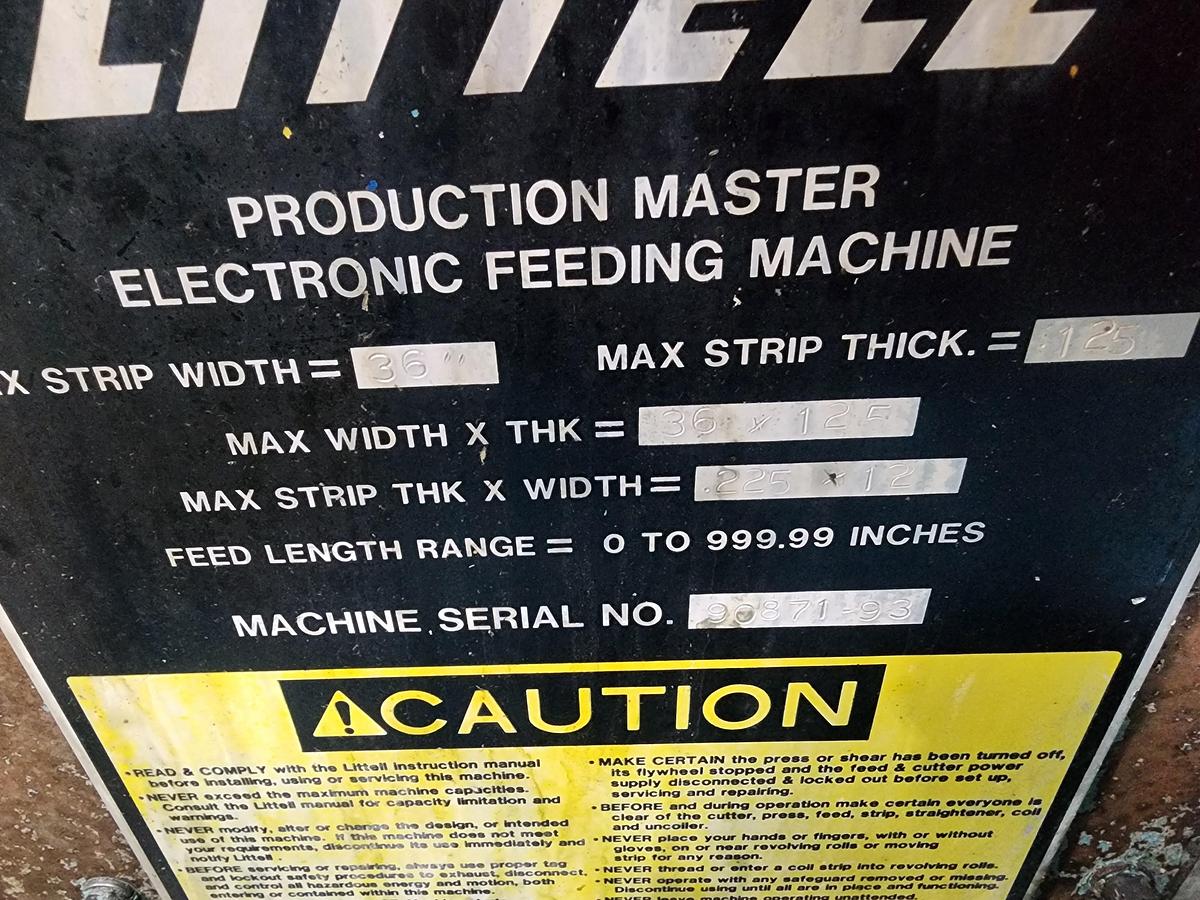 LITTELL
PRODUCTION MASTER
ELECTRONIC FEEDING MACHINE
X STRIP WIDTH = 36" MAX STRIP THICK. = .125
MAX WIDTH X THK = 36 x 125
MAX STRIP THK X WIDTH = .225 x 12
FEED LENGTH RANGE = 0 TO 999.99 INCHES
MACHINE SERIAL NO. 90871-93
CAUTION
• READ & COMPLY with the Littell instruction manual
before installing, using or servicing this machine.
• NEVER exceed the maximum machine capacities.
Consult the Littell manual for capacity limitation and
warnings.
• NEVER modify, alter or change the design, or intended
use of this machine. If this machine does not meet
your requirements, discontinue its use immediately and
notify Littell.
• BEFORE servicing or repairing, always use proper tag
and lockout safety procedures to exhaust, disconnect,
and control all hazardous energy and motion, both
entering or contained within this machine.
• MAKE CERTAIN the press or shear has been turned off,
its flywheel stopped and the feed & cutter power
supply disconnected & locked out before set up,
servicing and repairing.
• BEFORE and during operation make certain everyone is
clear of the cutter, press, feed, strip, straightener, coil
and uncoiler.
• NEVER place your hands or fingers, with or without
gloves, on or near revolving rolls or moving
strip for any reason.
• NEVER thread or enter a coil strip into revolving rolls.
• NEVER operate with any safeguard removed or missing.
Discontinue using until all are in place and functioning.
• NEVER leave machine operating unattended.